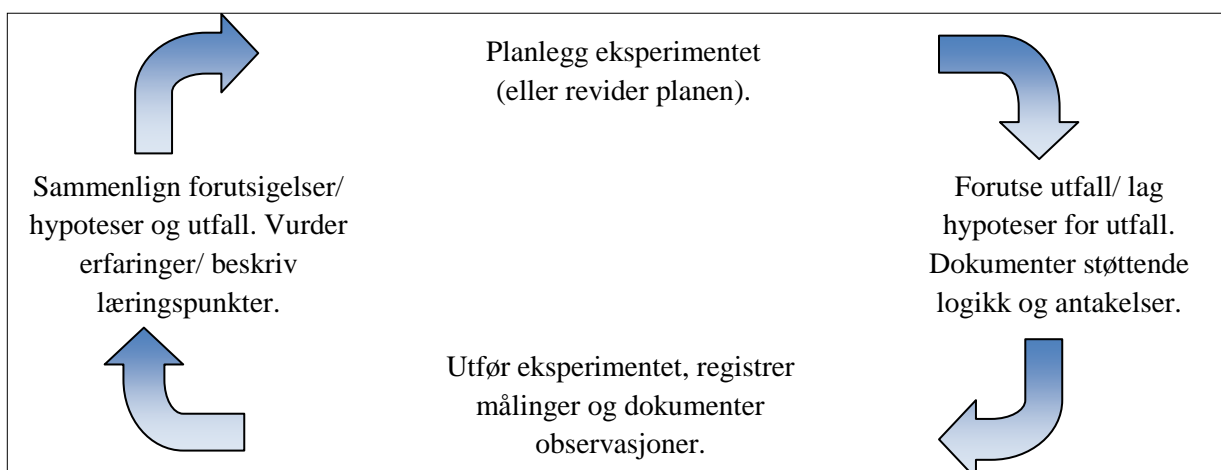 Planlegg eksperimentet
(eller revider planen).
Sammenlign forutsigelser/
hypoteser og utfall. Vurder
erfaringer/ beskriv
læringspunkter.
Forutse utfall/ lag
hypoteser for utfall.
Dokumenter støttende
logikk og antakelser.
Utfør eksperimentet, registrer
målinger og dokumenter
observasjoner.